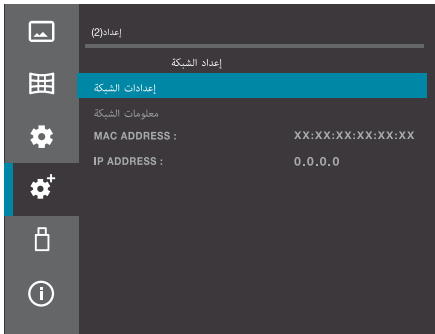 إعداد(2)
إعداد الشبكة
إعدادات الشبكة
معلومات الشبكة
MAC ADDRESS : XX:XX:XX:XX:XX:XX
IP ADDRESS : 0.0.0.0